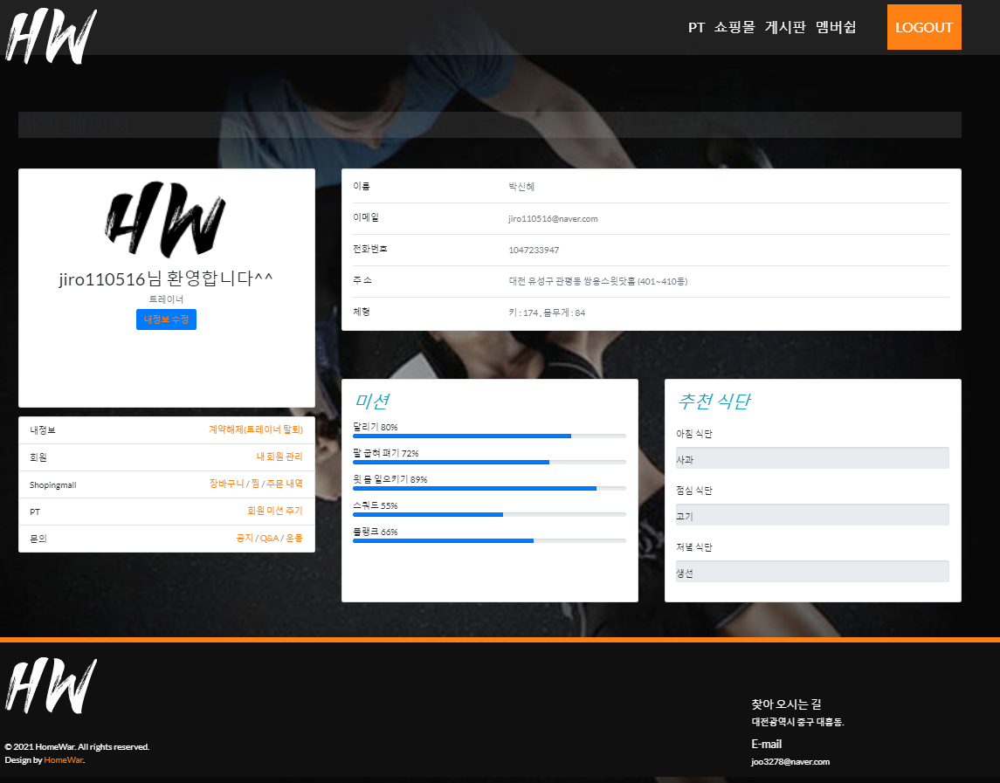 HW
PT 쇼핑몰 게시판 멤버쉽 LOGOUT
마이 페이지
HW
jiro110516님 환영합니다^^
트레이너
내정보 수정
이름 박신혜
이메일 jiro110516@naver.com
전화번호 1047233947
주 소 대전 유성구 관평동 쌍용스윗닷홈 (401~410동)
체형 키 : 174 , 몸무게 : 84
내정보 계약해제(트레이너 탈퇴)
회원 내 회원 관리
Shopingmall 장바구니 / 찜 / 주문 내역
PT 회원 미션 주기
문의 공지 / Q&A / 운동
미션
달리기 80%
팔 굽혀 펴기 72%
윗 몸 일으키기 89%
스쿼드 55%
플랭크 66%
추천 식단
아침 식단
사과
점심 식단
고기
저녁 식단
생선
HW
© 2021 HomeWar. All rights reserved.
Design by HomeWar.
찾아 오시는 길
대전광역시 중구 대흥동.
E-mail
joo3278@naver.com